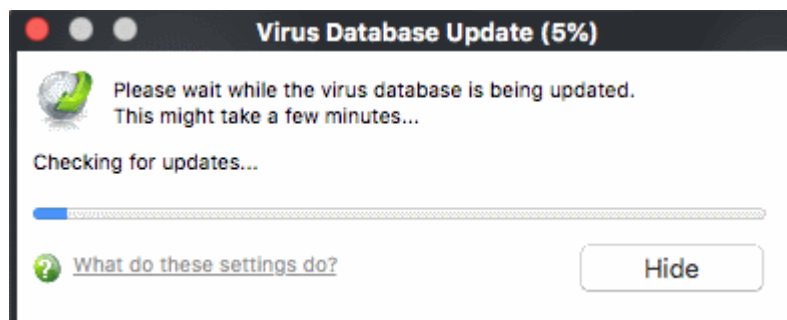 Virus Database Update (5%)
Please wait while the virus database is being updated.
This might take a few minutes...
Checking for updates...
What do these settings do?
Hide